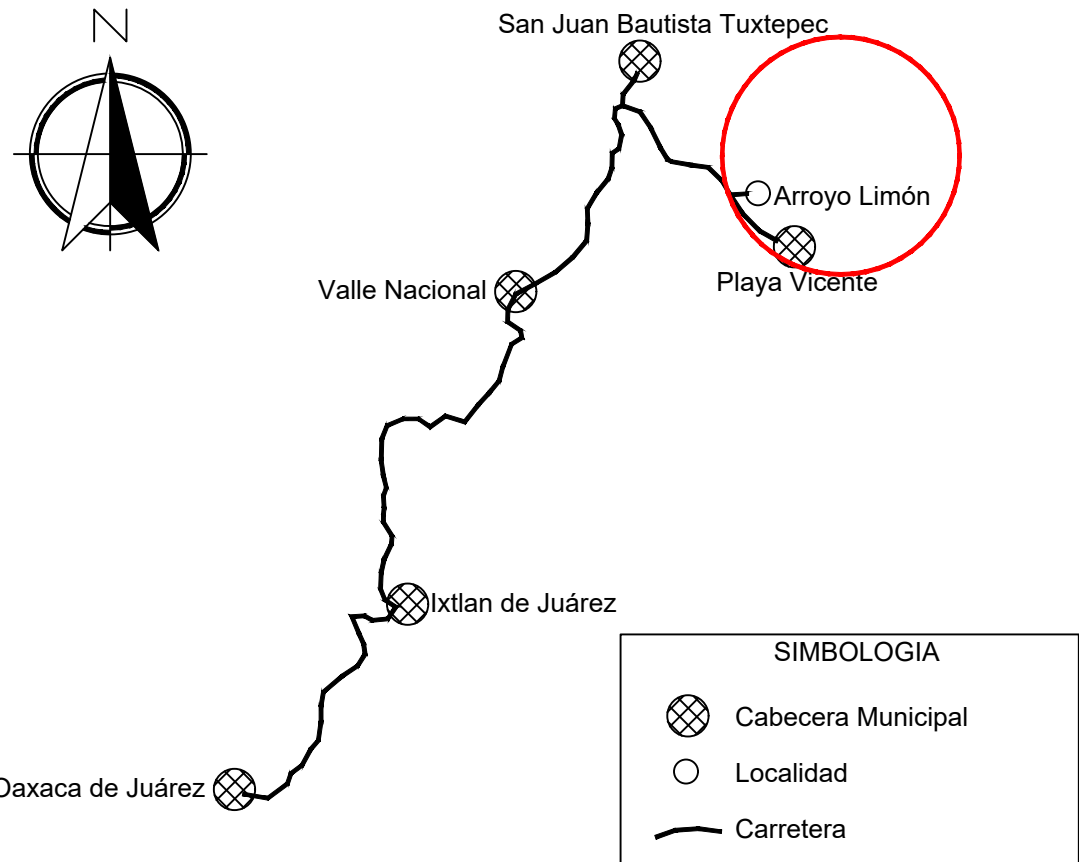 N
San Juan Bautista Tuxtepec
Arroyo Limón
Playa Vicente
Valle Nacional
Ixtlan de Juárez
Oaxaca de Juárez
SIMBOLOGIA
Cabecera Municipal
Localidad
Carretera